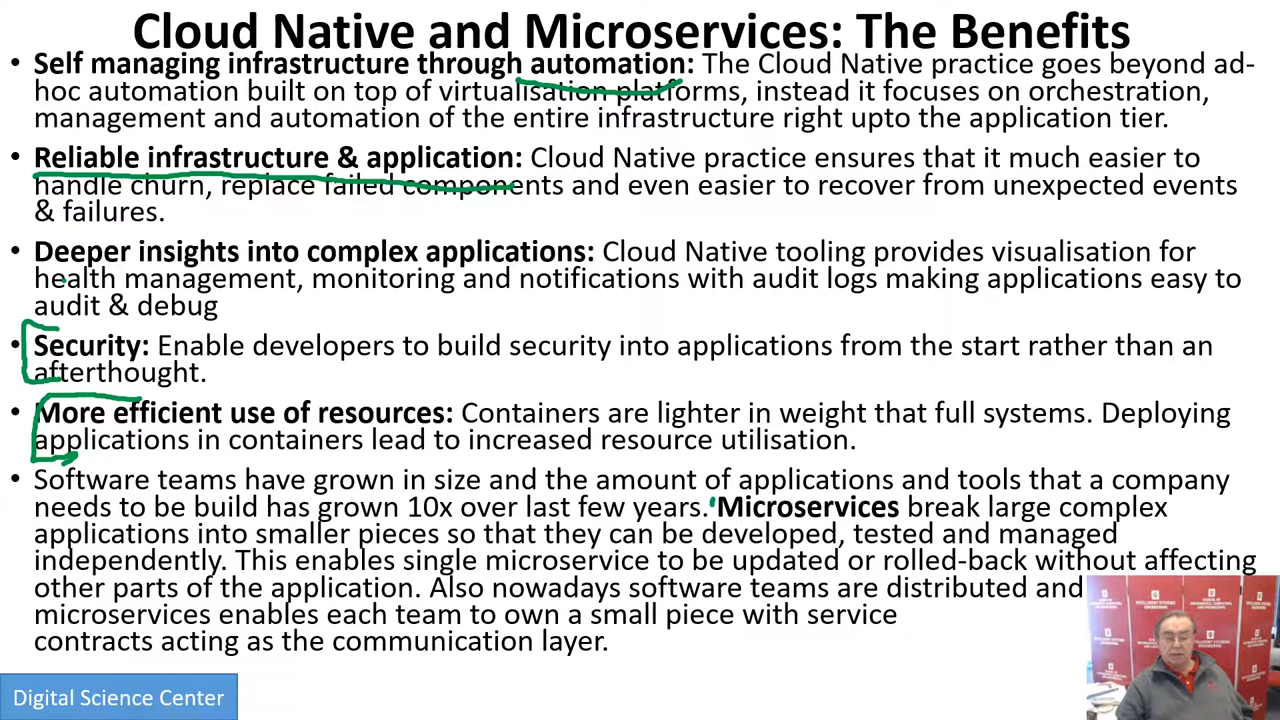 Cloud Native and Microservices: The Benefits
• Self managing infrastructure through automation: The Cloud Native practice goes beyond ad-
hoc automation built on top of virtualisation platforms, instead it focuses on orchestration,
management and automation of the entire infrastructure right upto the application tier.
• Reliable infrastructure & application: Cloud Native practice ensures that it much easier to
handle churn, replace failed components and even easier to recover from unexpected events
& failures.
• Deeper insights into complex applications: Cloud Native tooling provides visualisation for
health management, monitoring and notifications with audit logs making applications easy to
audit & debug
• Security: Enable developers to build security into applications from the start rather than an
afterthought.
• More efficient use of resources: Containers are lighter in weight that full systems. Deploying
applications in containers lead to increased resource utilisation.
• Software teams have grown in size and the amount of applications and tools that a company
needs to be build has grown 10x over last few years. Microservices break large complex
applications into smaller pieces so that they can be developed, tested and managed
independently. This enables single microservice to be updated or rolled-back without affecting
other parts of the application. Also nowadays software teams are distributed and
microservices enables each team to own a small piece with service
contracts acting as the communication layer.
Digital Science Center